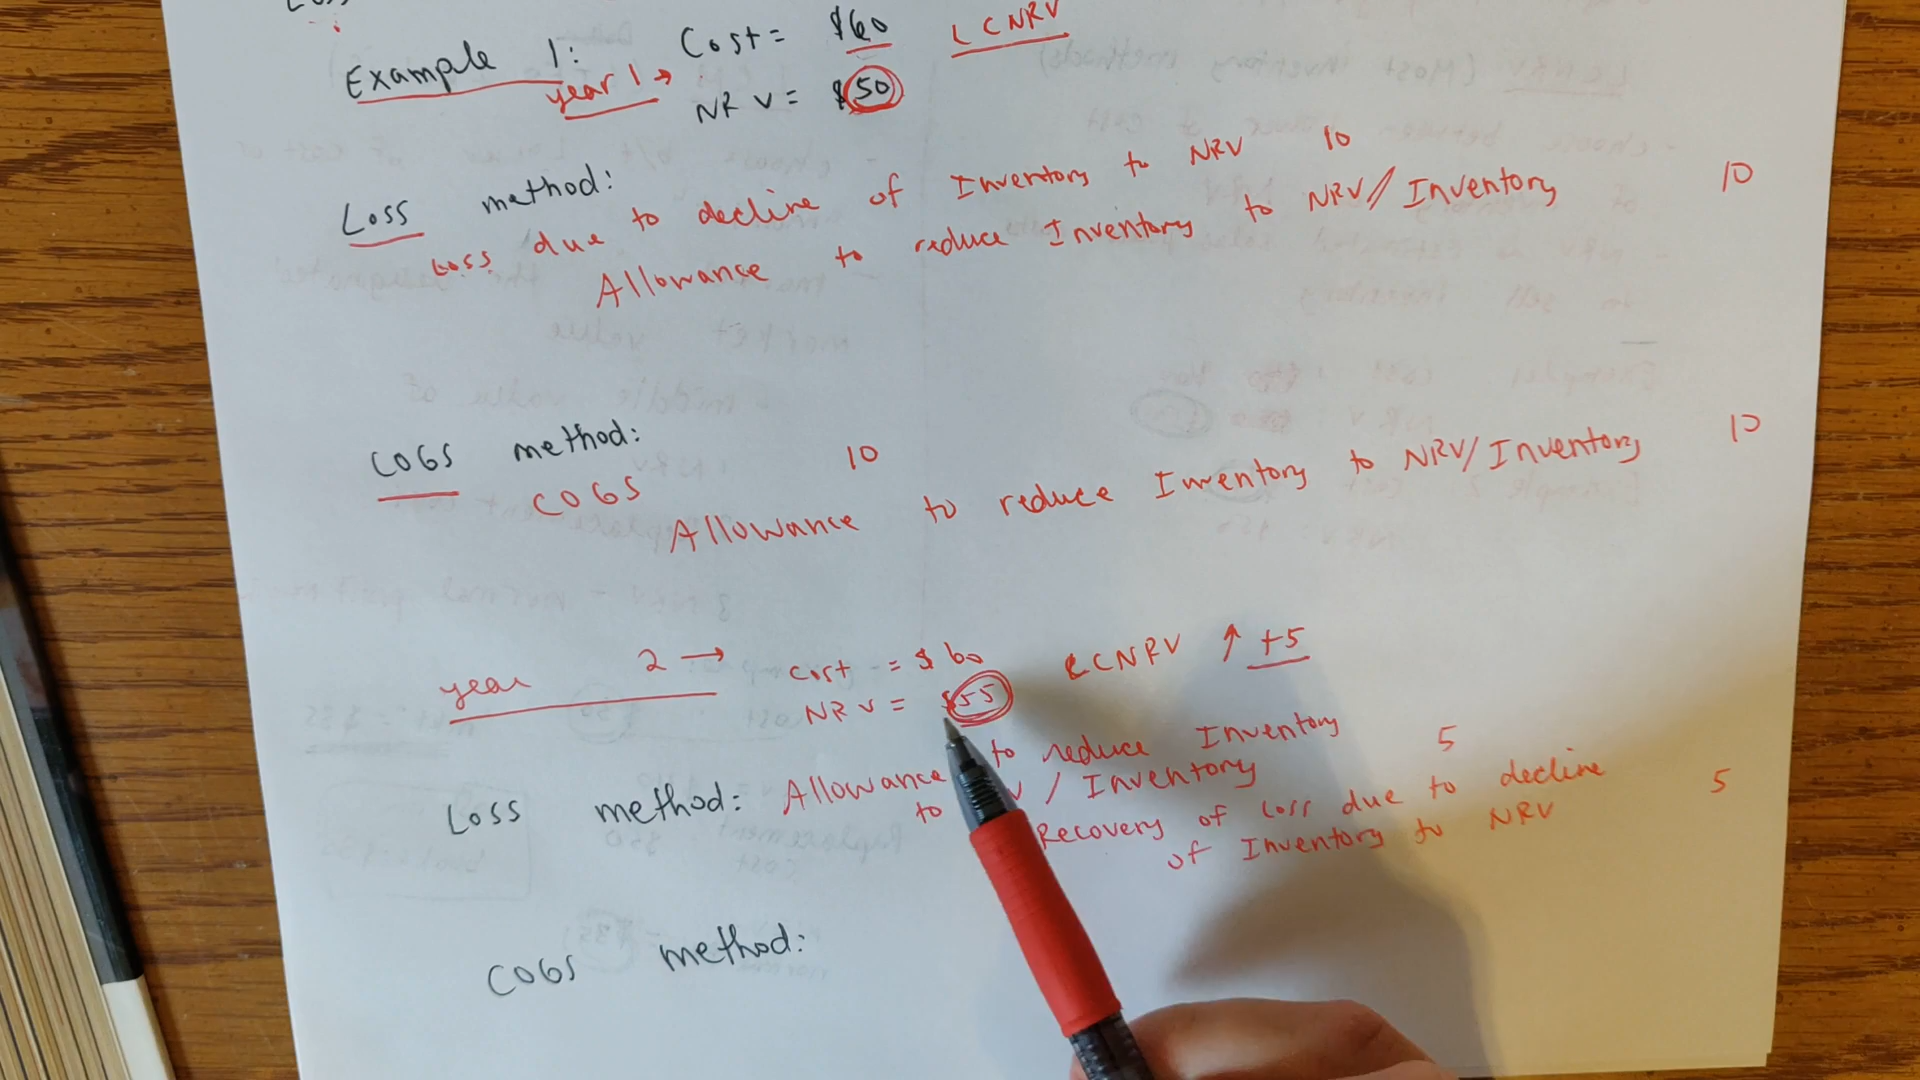 Example 1: Cost = $60 LCNRV
year 1 → NRV = $50
Loss method:
Loss due to decline of Inventory to NRV 10
Allowance to reduce Inventory to NRV/Inventory 10
COGS method:
COGS 10
Allowance to reduce Inventory to NRV/Inventory 10
year 2 → cost = $60 LCNRV ↑ +5
NRV = $55
Loss method: Allowance to reduce Inventory 5
to / Inventory
Recovery of Loss due to decline 5
of Inventory to NRV
COGS method: